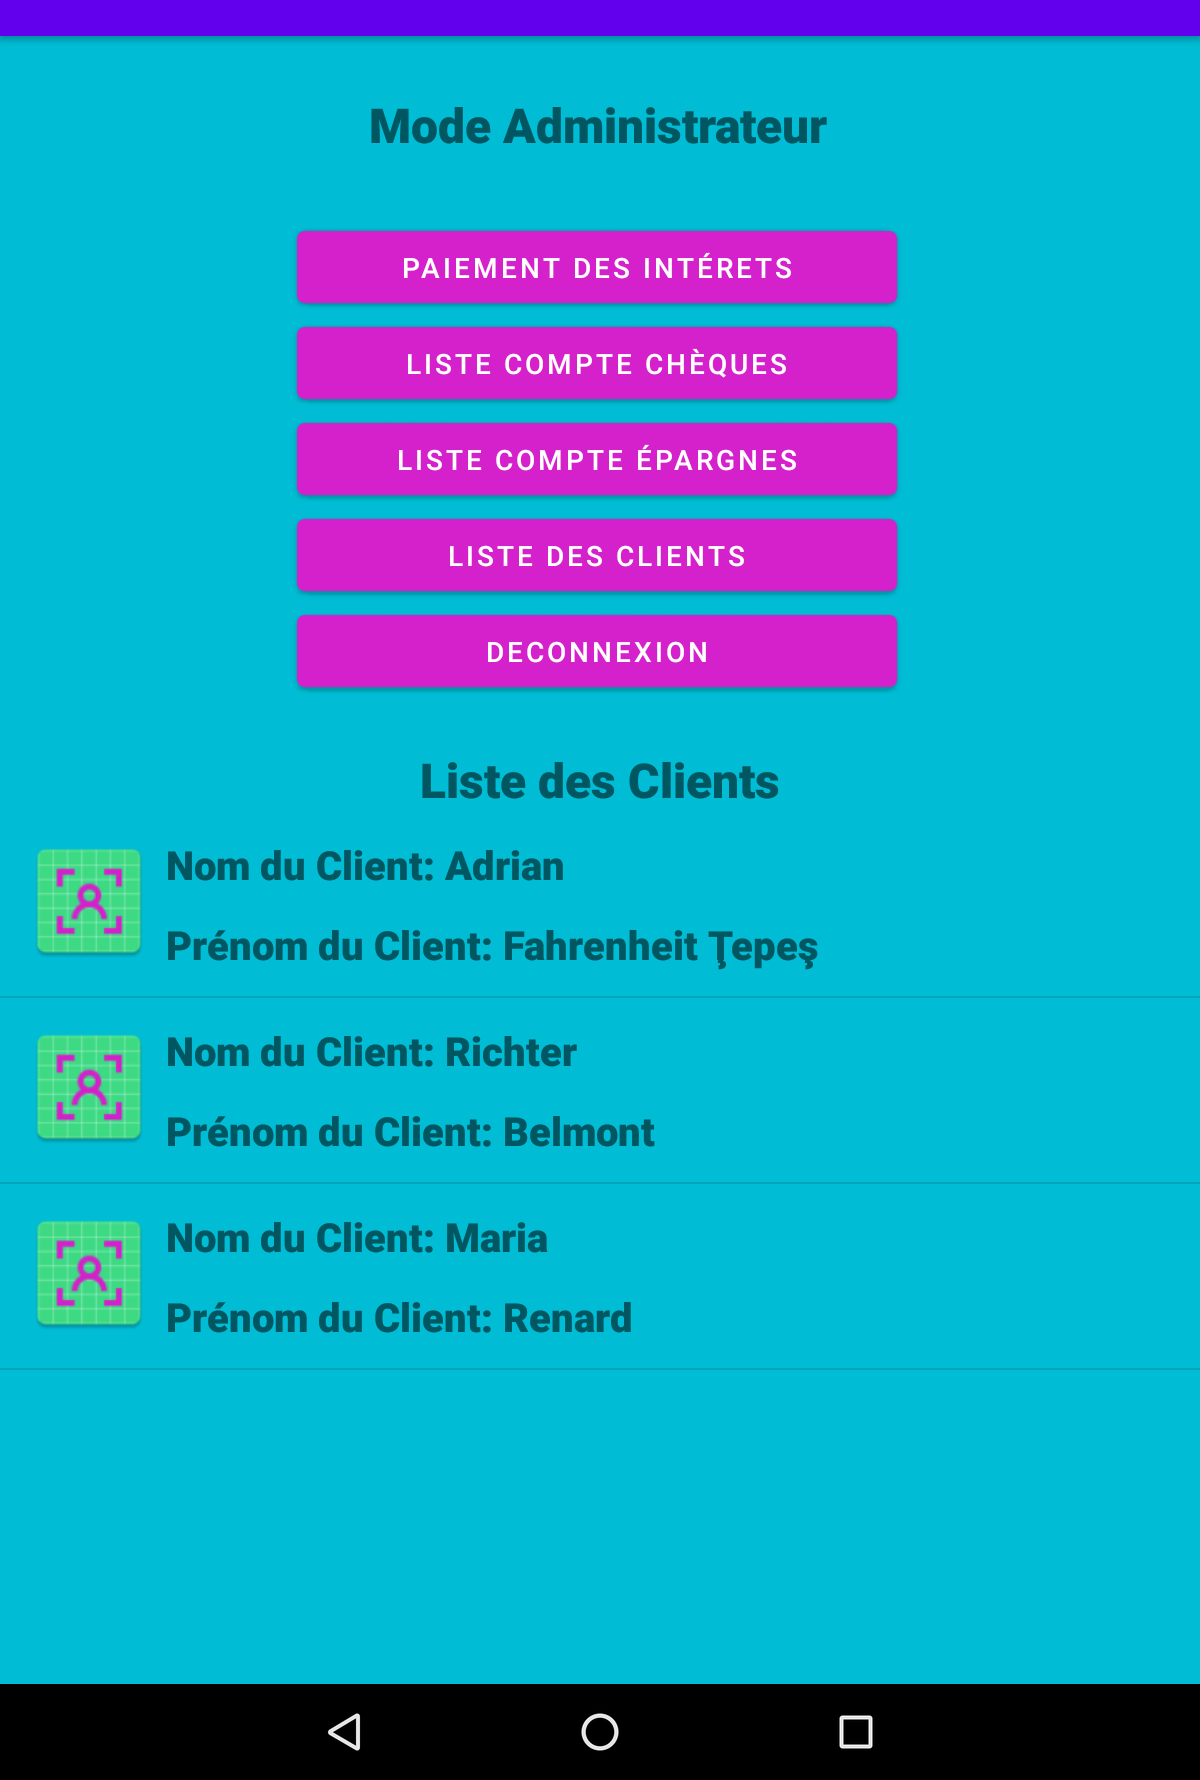 Mode Administrateur
PAIEMENT DES INTÉRETS
LISTE COMPTE CHÈQUES
LISTE COMPTE ÉPARGNES
LISTE DES CLIENTS
DECONNEXION
Liste des Clients
Nom du Client: Adrian
Prénom du Client: Fahrenheit Ţepeş
Nom du Client: Richter
Prénom du Client: Belmont
Nom du Client: Maria
Prénom du Client: Renard